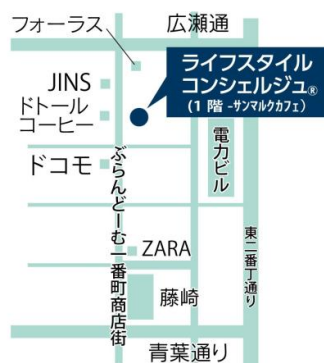 フォーラス
広瀬通
ライフスタイル
コンシェルジュ®
(1階-サンマルクカフェ)
JINS
ドトール
コーヒー
ドコモ
電力ビル
ぶらんどーむ一番町商店街
東二番丁通り
ZARA
藤崎
青葉通り